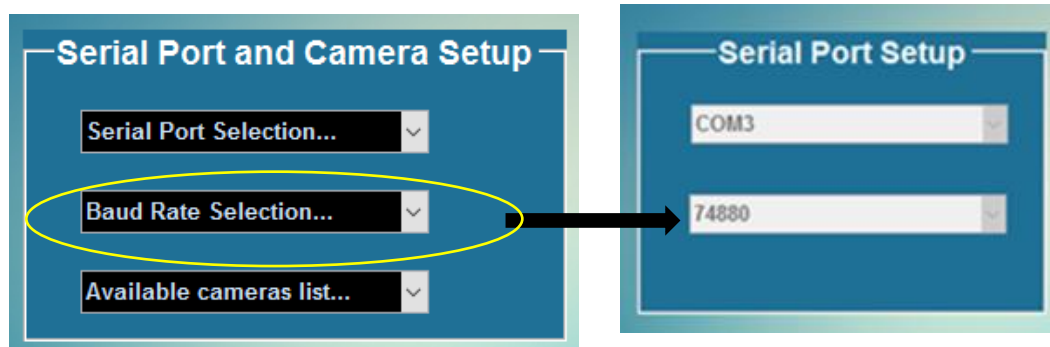 Serial Port and Camera Setup
Serial Port Selection...
Baud Rate Selection...
Available cameras list...
Serial Port Setup
COM3
74880